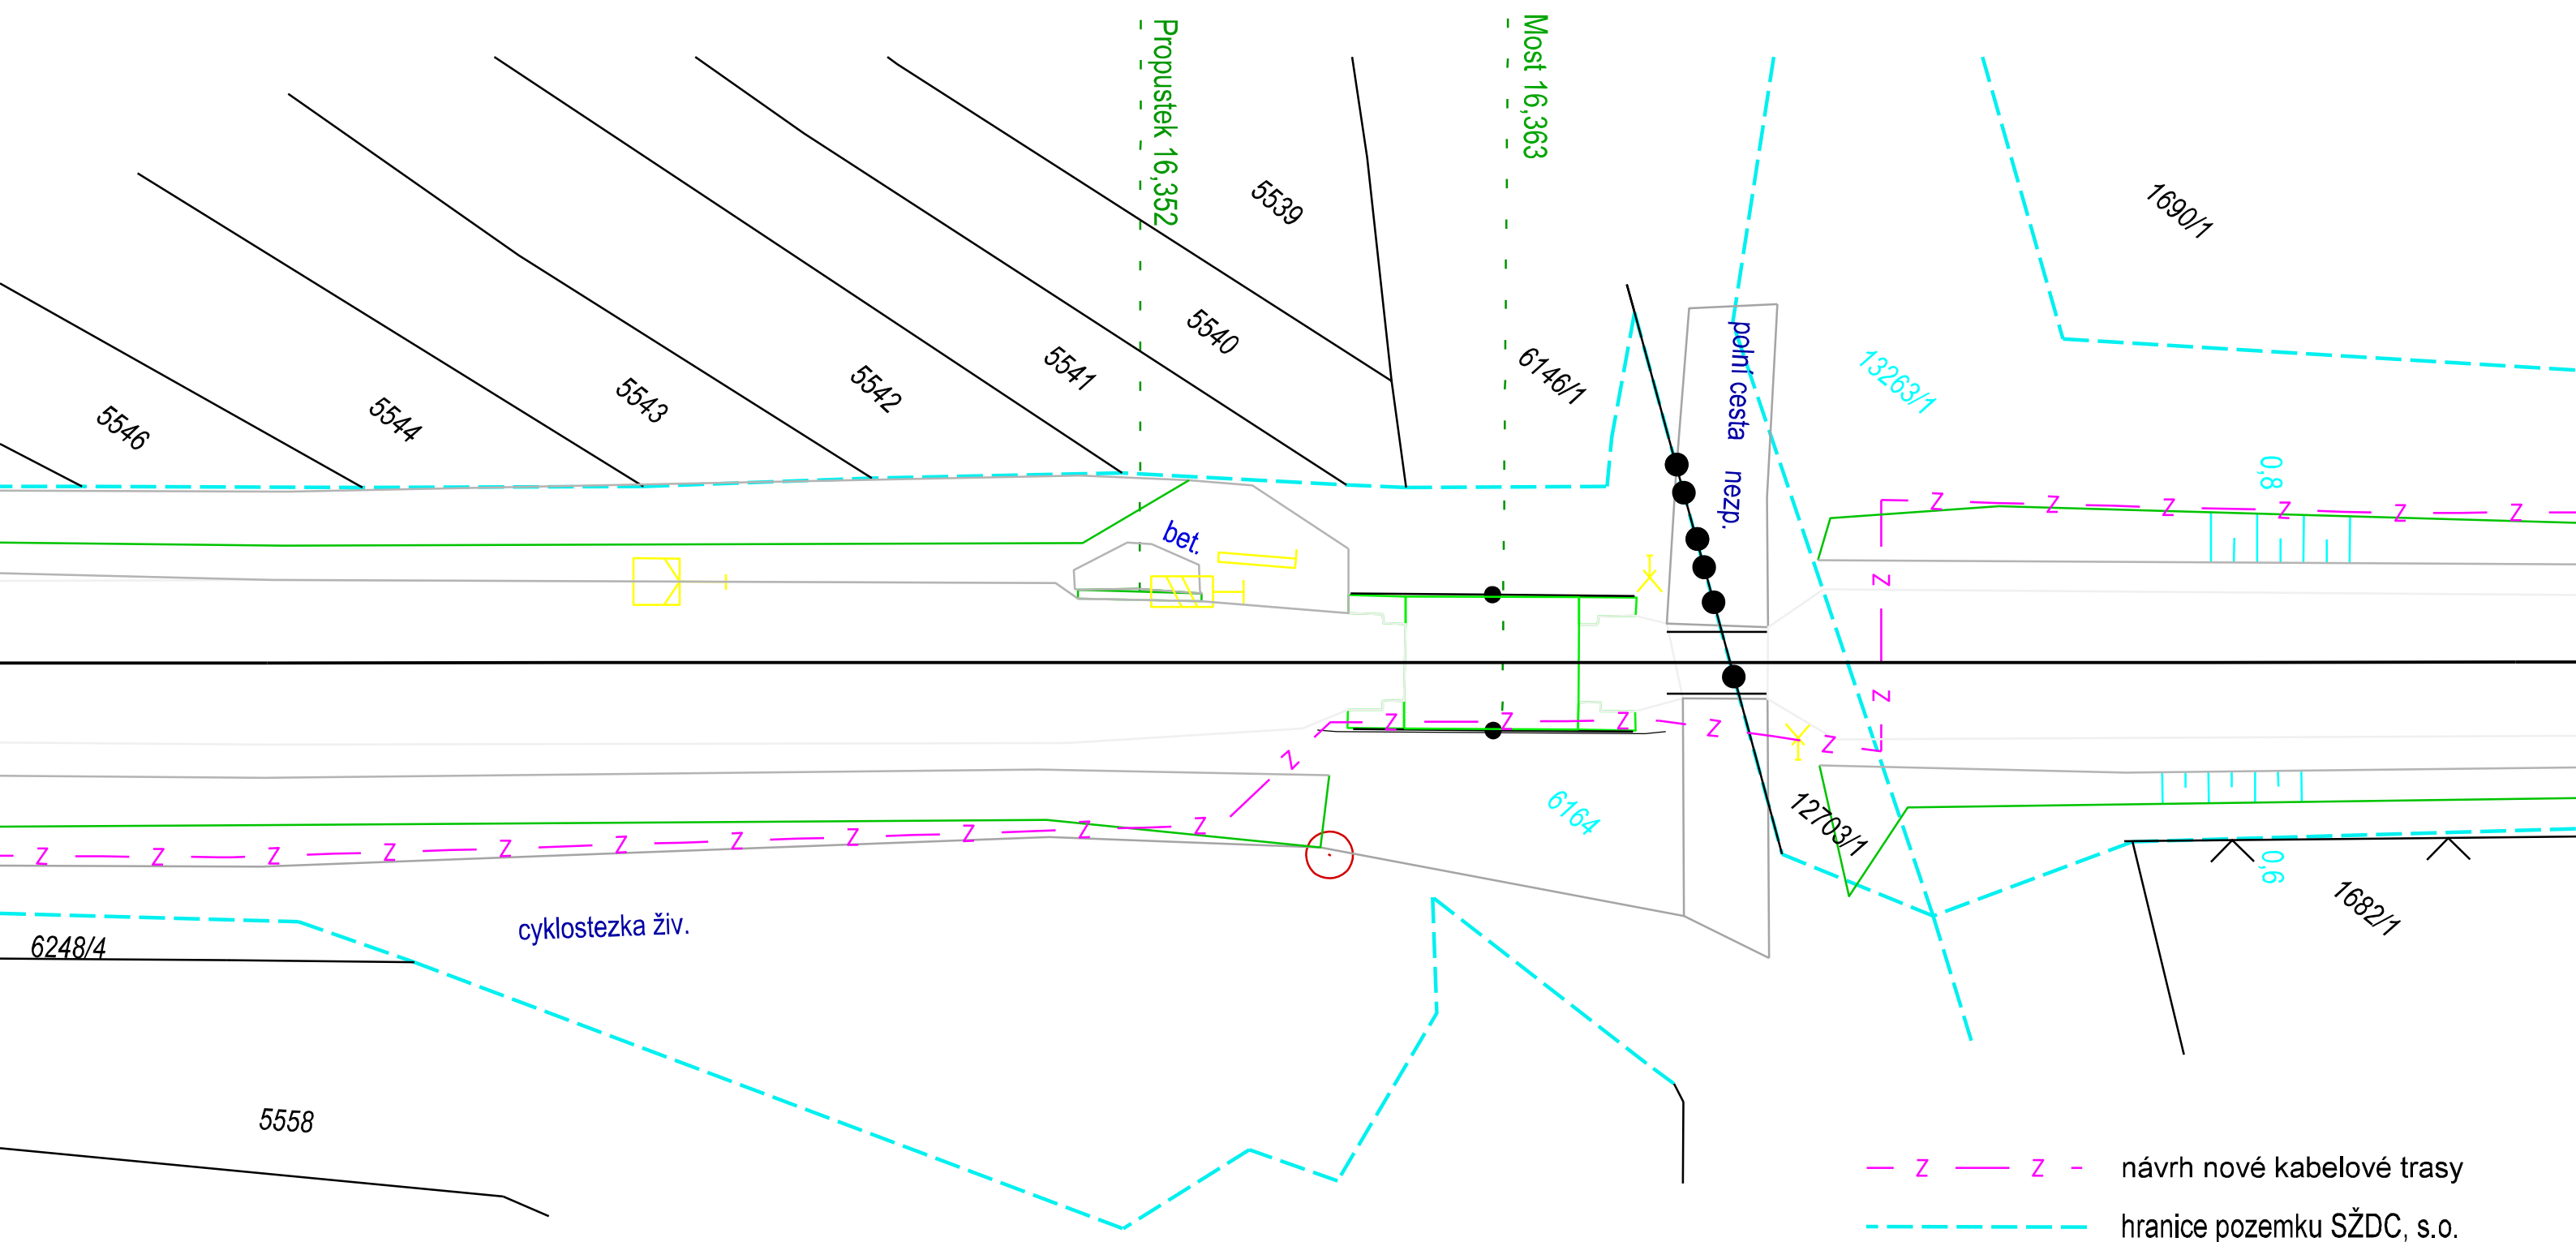 Propustek 16,352
Most 16,363
5539
1690/1
5540
5541
6146/1
polní cesta nezp.
13263/1
5542
5543
5544
5546
0,8
bet.
z z z z z z
z
z
z z z z z
z
z z z z z z z z z z z
6164
12703/1
0,6
1682/1
cyklostezka živ.
6248/4
5558
z z návrh nové kabelové trasy
hranice pozemku SŽDC, s.o.